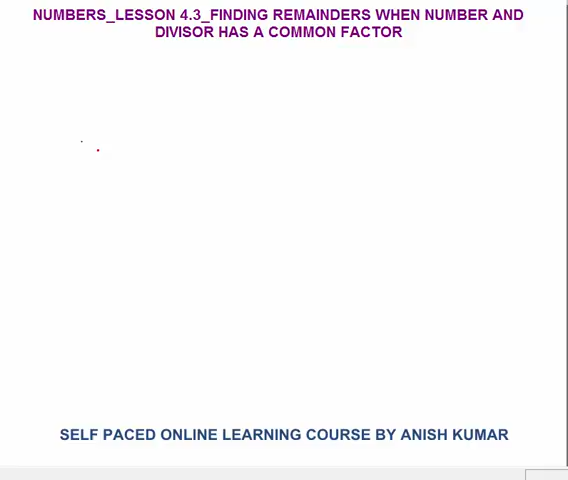 NUMBERS_LESSON 4.3_FINDING REMAINDERS WHEN NUMBER AND
DIVISOR HAS A COMMON FACTOR
SELF PACED ONLINE LEARNING COURSE BY ANISH KUMAR